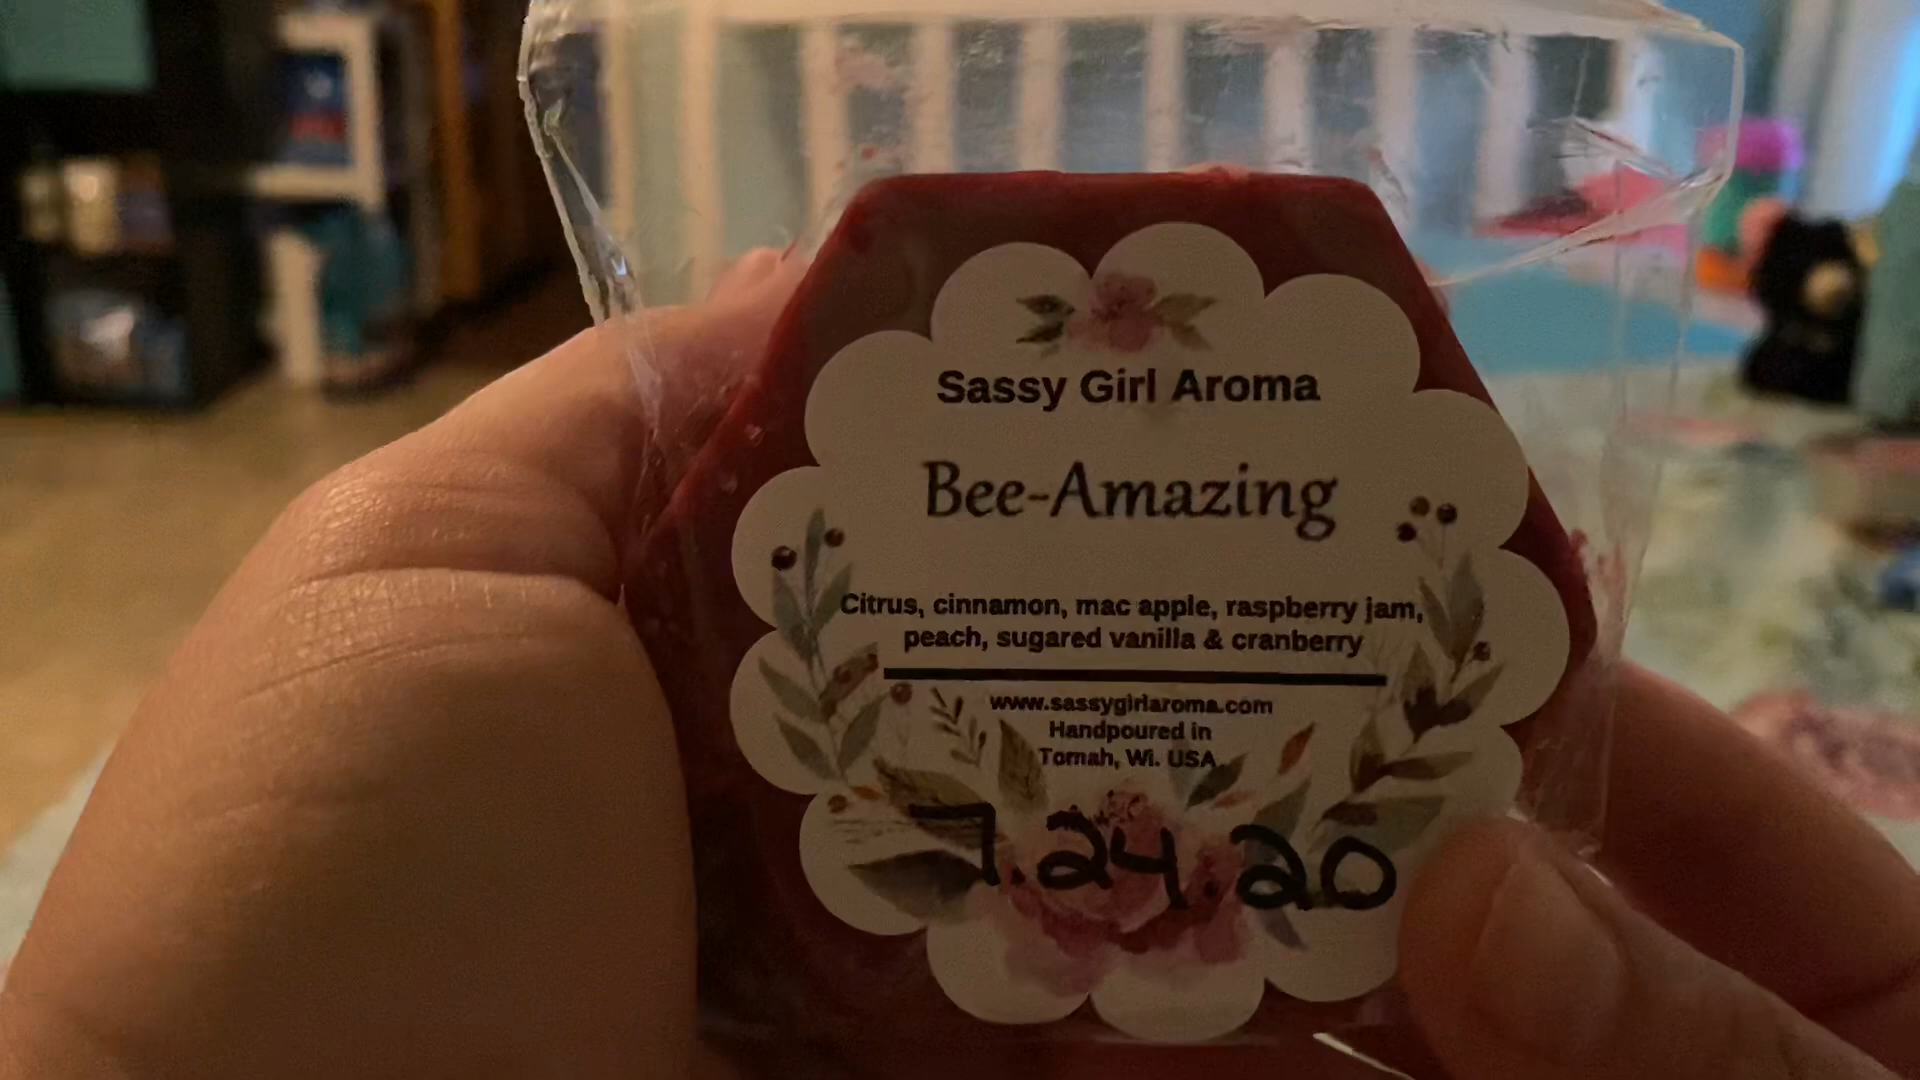 Sassy Girl Aroma
Bee-Amazing
Citrus, cinnamon, mac apple, raspberry jam,
peach, sugared vanilla & cranberry
www.sassygirlaroma.com
Handpoured in
Tomah, Wi. USA
7.24.20